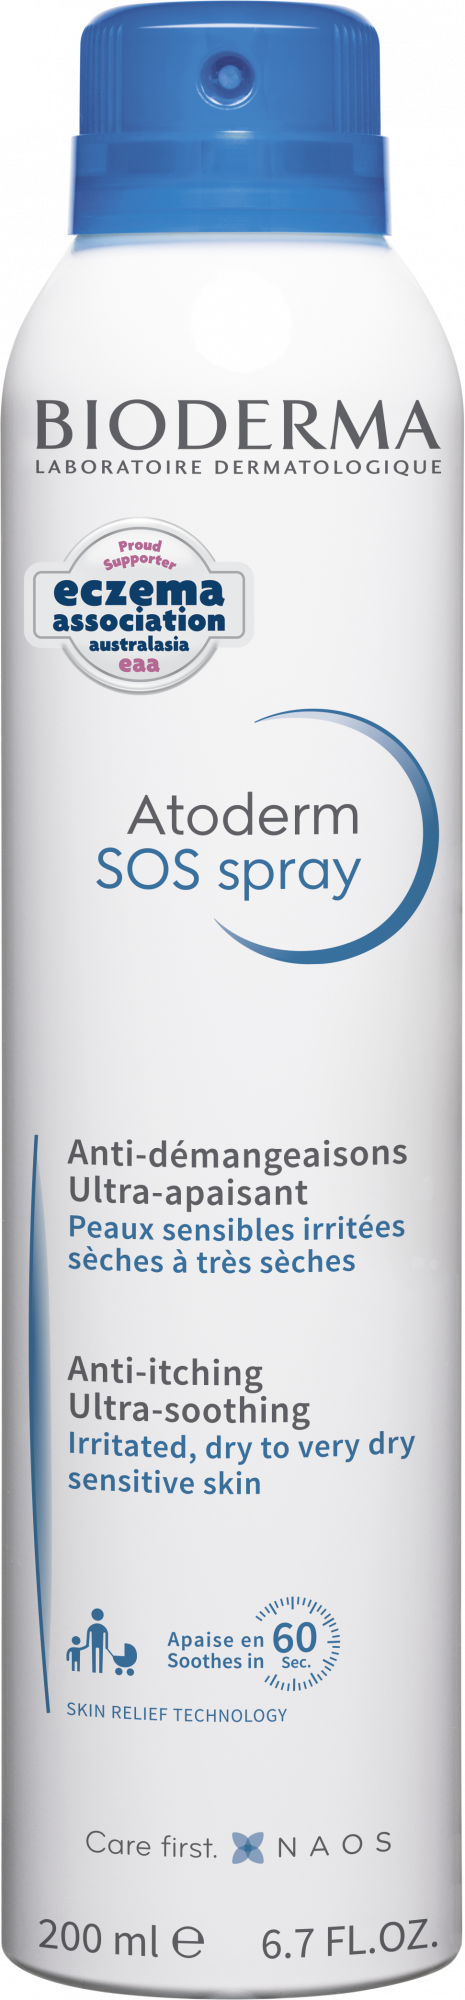 BIODERMA
LABORATOIRE DERMATOLOGIQUE
Proud
Supporter
eczema
association
australasia
eaa
Atoderm
SOS spray
Anti-démangeaisons
Ultra-apaisant
Peaux sensibles irritées
sèches à très sèches
Anti-itching
Ultra-soothing
Irritated, dry to very dry
sensitive skin
Apaise en 60
Soothes in Sec.
SKIN RELIEF TECHNOLOGY
Care first. NAOS
200 ml e 6.7 FL.OZ.